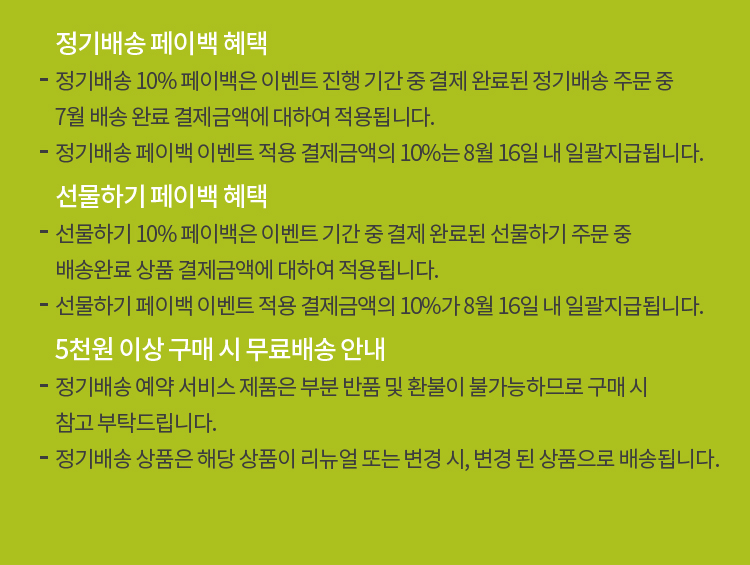 정기배송 페이백 혜택
- 정기배송 10% 페이백은 이벤트 진행 기간 중 결제 완료된 정기배송 주문 중
7월 배송 완료 결제금액에 대하여 적용됩니다.
- 정기배송 페이백 이벤트 적용 결제금액의 10%는 8월 16일 내 일괄지급됩니다.
선물하기 페이백 혜택
- 선물하기 10% 페이백은 이벤트 기간 중 결제 완료된 선물하기 주문 중
배송완료 상품 결제금액에 대하여 적용됩니다.
- 선물하기 페이백 이벤트 적용 결제금액의 10%가 8월 16일 내 일괄지급됩니다.
5천원 이상 구매 시 무료배송 안내
- 정기배송 예약 서비스 제품은 부분 반품 및 환불이 불가능하므로 구매 시
참고 부탁드립니다.
- 정기배송 상품은 해당 상품이 리뉴얼 또는 변경 시, 변경 된 상품으로 배송됩니다.